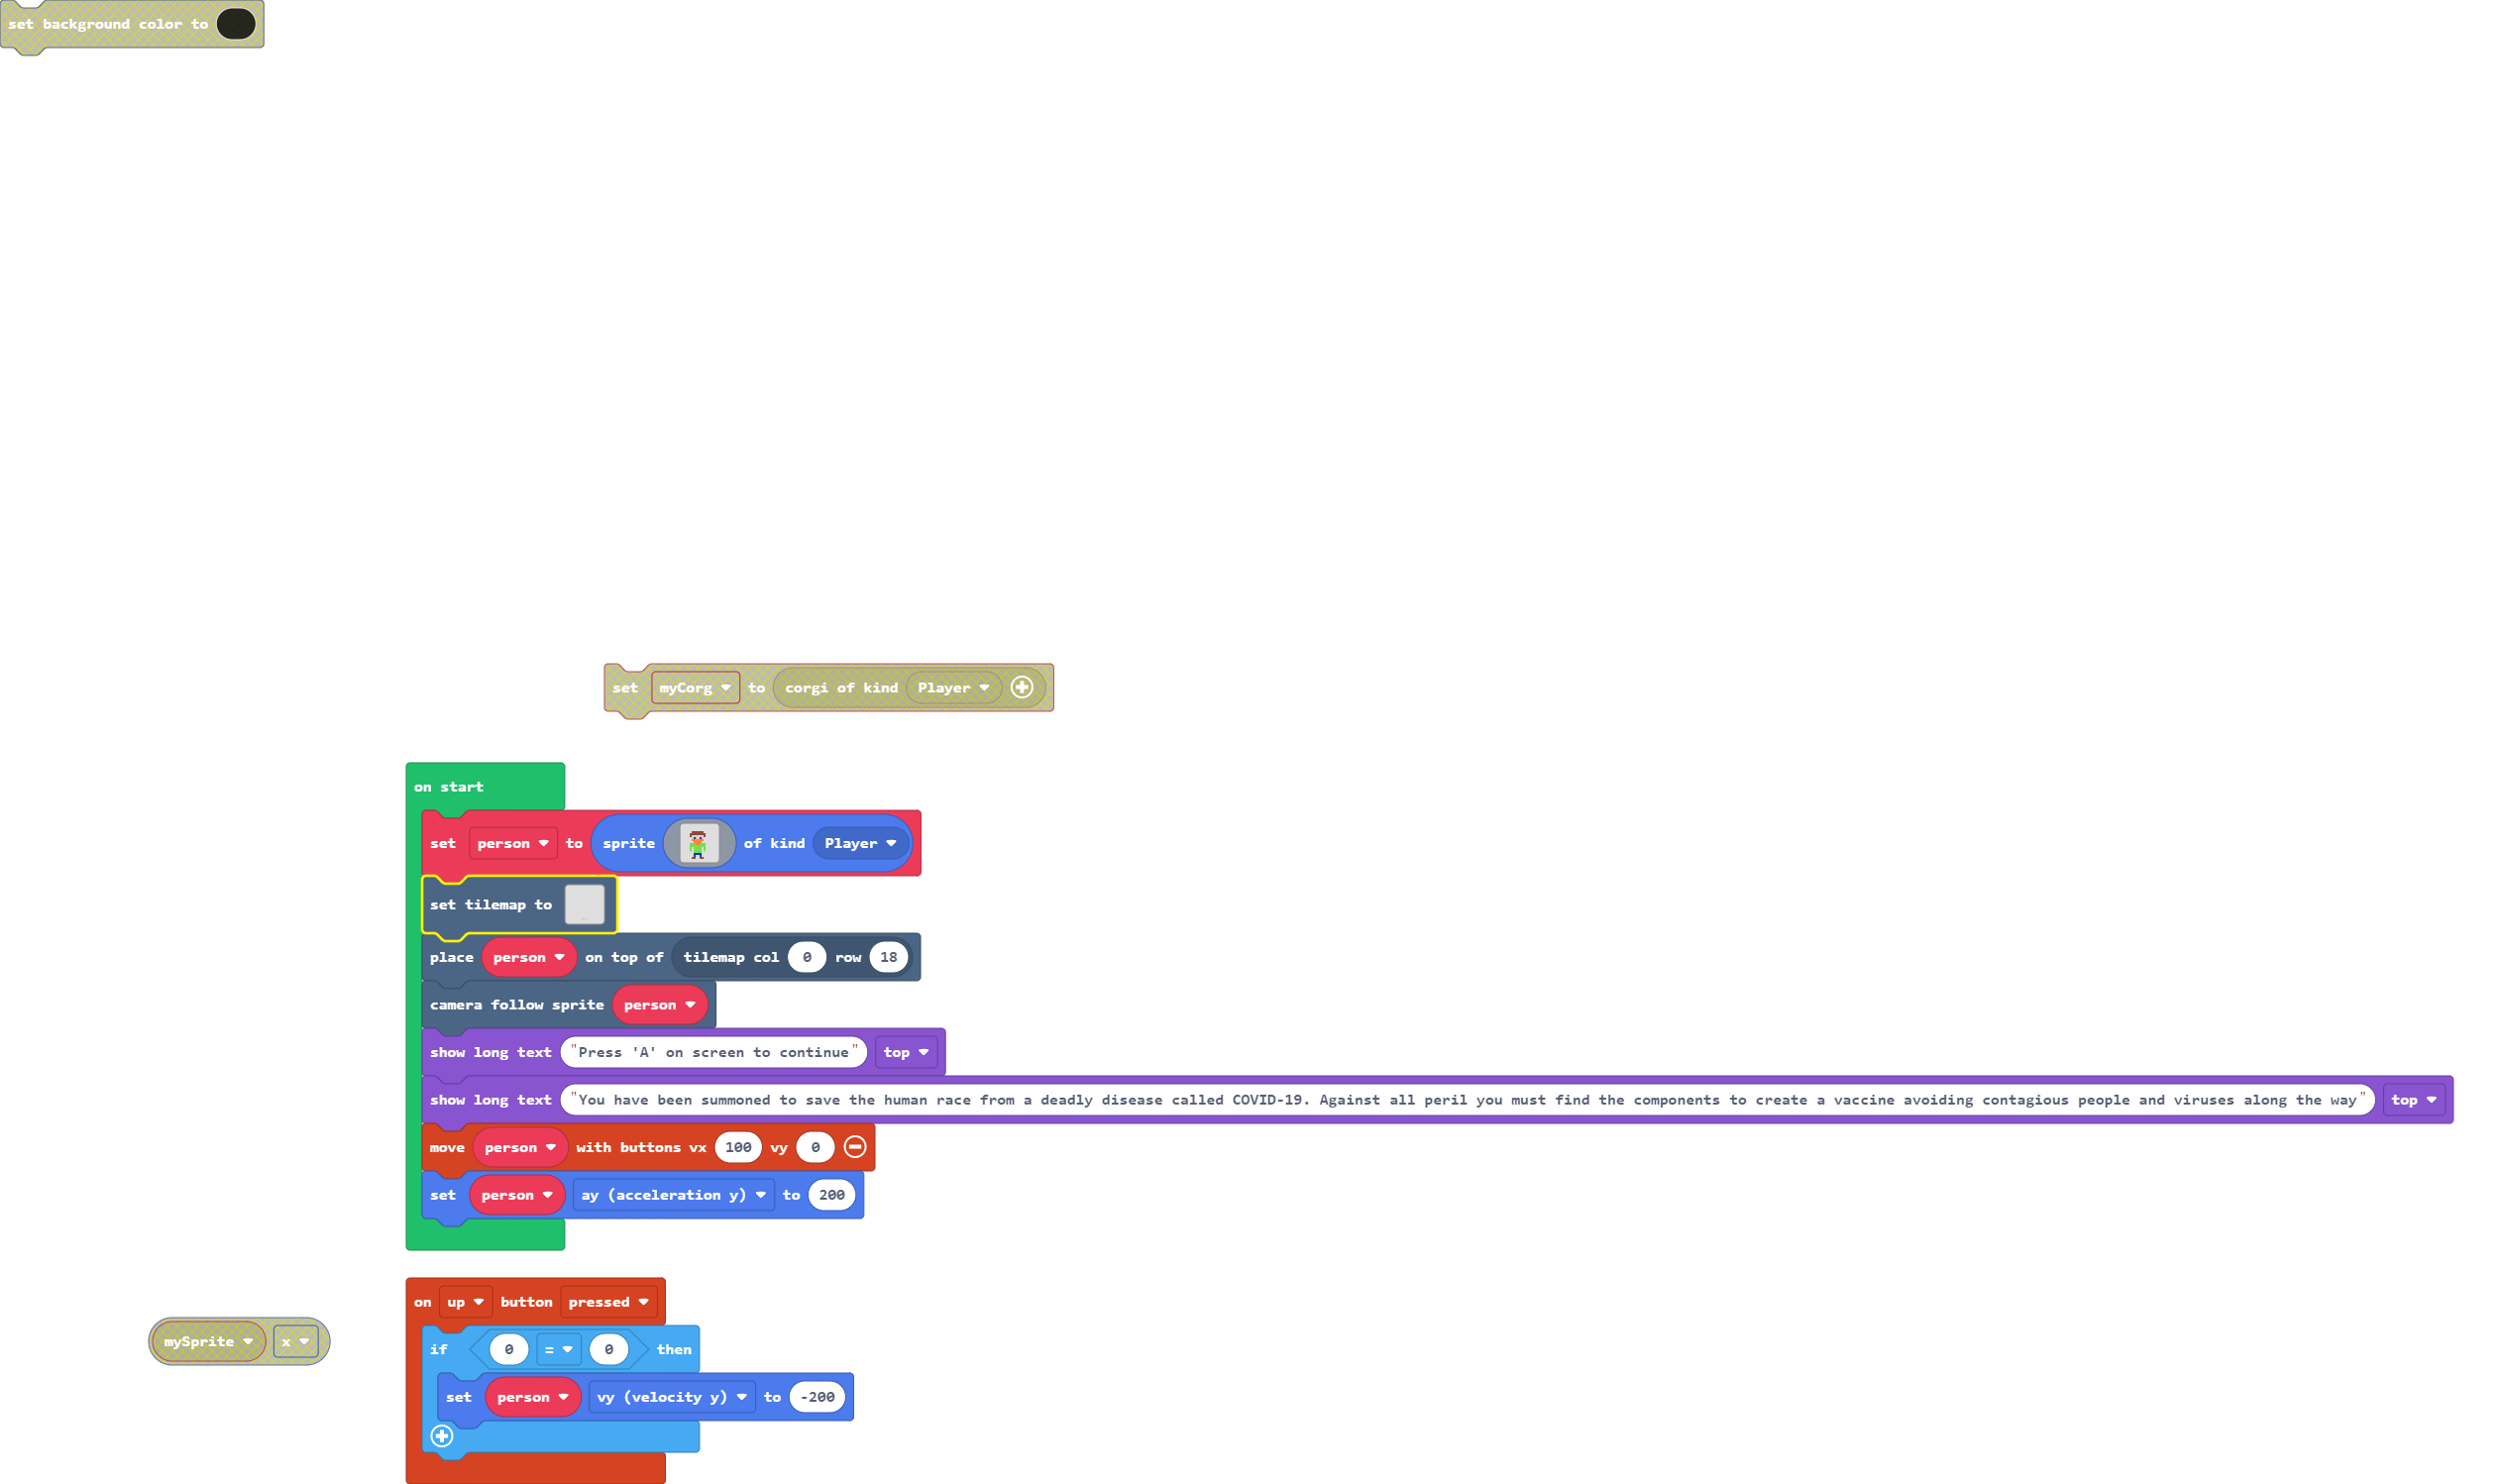 set background color to
set myCorg to corgi of kind Player
on start
set person to sprite of kind Player
set tilemap to
place person on top of tilemap col 0 row 18
camera follow sprite person
show long text "Press 'A' on screen to continue" top
show long text "You have been summoned to save the human race from a deadly disease called COVID-19. Against all peril you must find the components to create a vaccine avoiding contagious people and viruses along the way" top
move person with buttons vx 100 vy 0
set person ay (acceleration y) to 200
on up button pressed
mySprite x
if 0 = 0 then
set person vy (velocity y) to -200